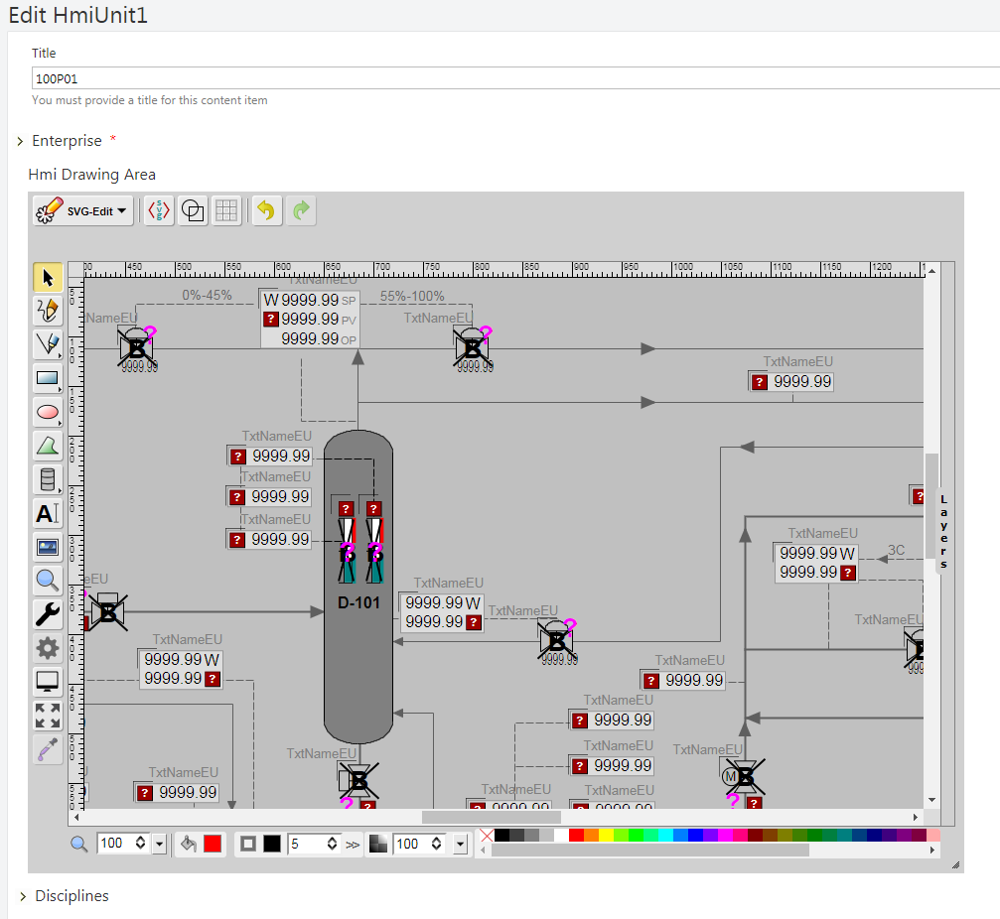 Edit HmiUnit1
Title
100P01
You must provide a title for this content item
Enterprise *
Hmi Drawing Area
SVG-Edit
svg
450 500 550 600 650 700 750 800 850 900 950 1000 1050 1100 1150 1200
TxtNameEU
0%-45%
W 9999.99 SP
55%-100%
NameEU
? 9999.99 PV
TxtNameEU
9999.99 OP
B ?
B ?
9999.99
9999.99
TxtNameEU
? 9999.99
TxtNameEU
? 9999.99
TxtNameEU
? 9999.99
TxtNameEU
? 9999.99
? ?
? ?
D-101
TxtNameEU
9999.99 W
9999.99 ?
TxtNameEU
B ?
9999.99
TxtNameEU
9999.99 W
9999.99 ?
3C
?
Layers
eEU
B
TxtNameEU
9999.99 W
9999.99 ?
TxtNameEU
B
TxtNameEU
? 9999.99
TxtNameEU
? 9999.99
TxtNameEU
? 9999.99
TxtNameEU
TxtNameEU
TxtNameEU
B
? ?
TxtNameEU
M B
? ?
TxtNameEU
? 9999.99
100
5
>>
100
Disciplines